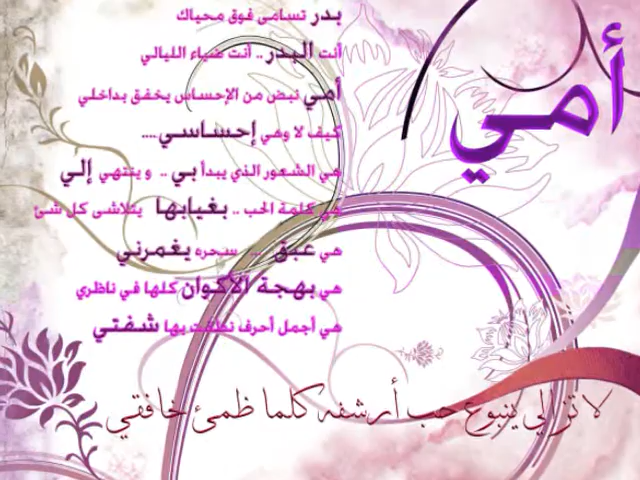 أمي
بدر تسامى فوق محياك
أنت البدر .. أنت ضياء الليالي
أمي نبض من الإحساس يخفق بداخلي
كيف لا وهي إحساسي....
هي الشعور الذي يبدأ بي .. وينتهي إلي
هي كلمة الحب .. بغيابها يتلاشى كل شئ
هي عبق ... سحره يغمرني
هي بهجة الأكوان كلها في ناظري
هي أجمل أحرف نطقت بها شفتي
لا تزالي ينبوع حب أرشفه كلما ظمئ خافقي